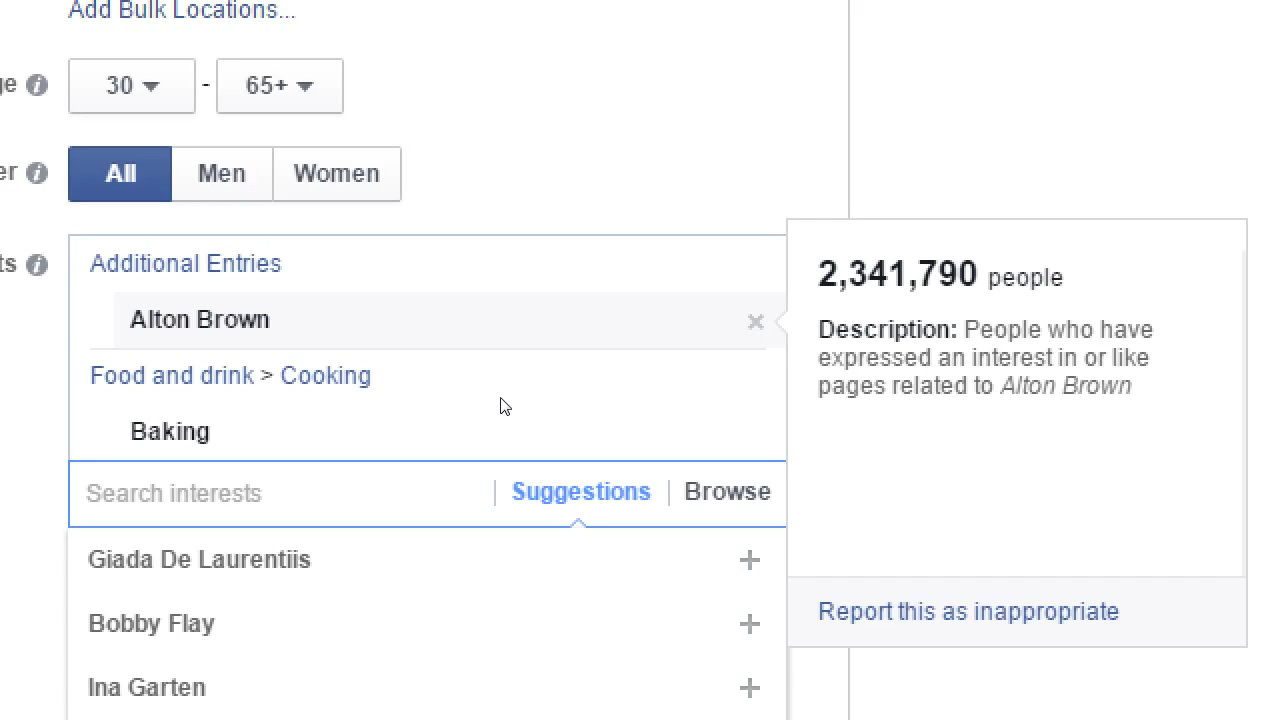 Add Bulk Locations...
ge
30 - 65+
er
All Men Women
ts
Additional Entries
Alton Brown
Food and drink > Cooking
Baking
Search interests | Suggestions | Browse
Giada De Laurentiis
Bobby Flay
Ina Garten
2,341,790 people
Description: People who have
expressed an interest in or like
pages related to Alton Brown
Report this as inappropriate